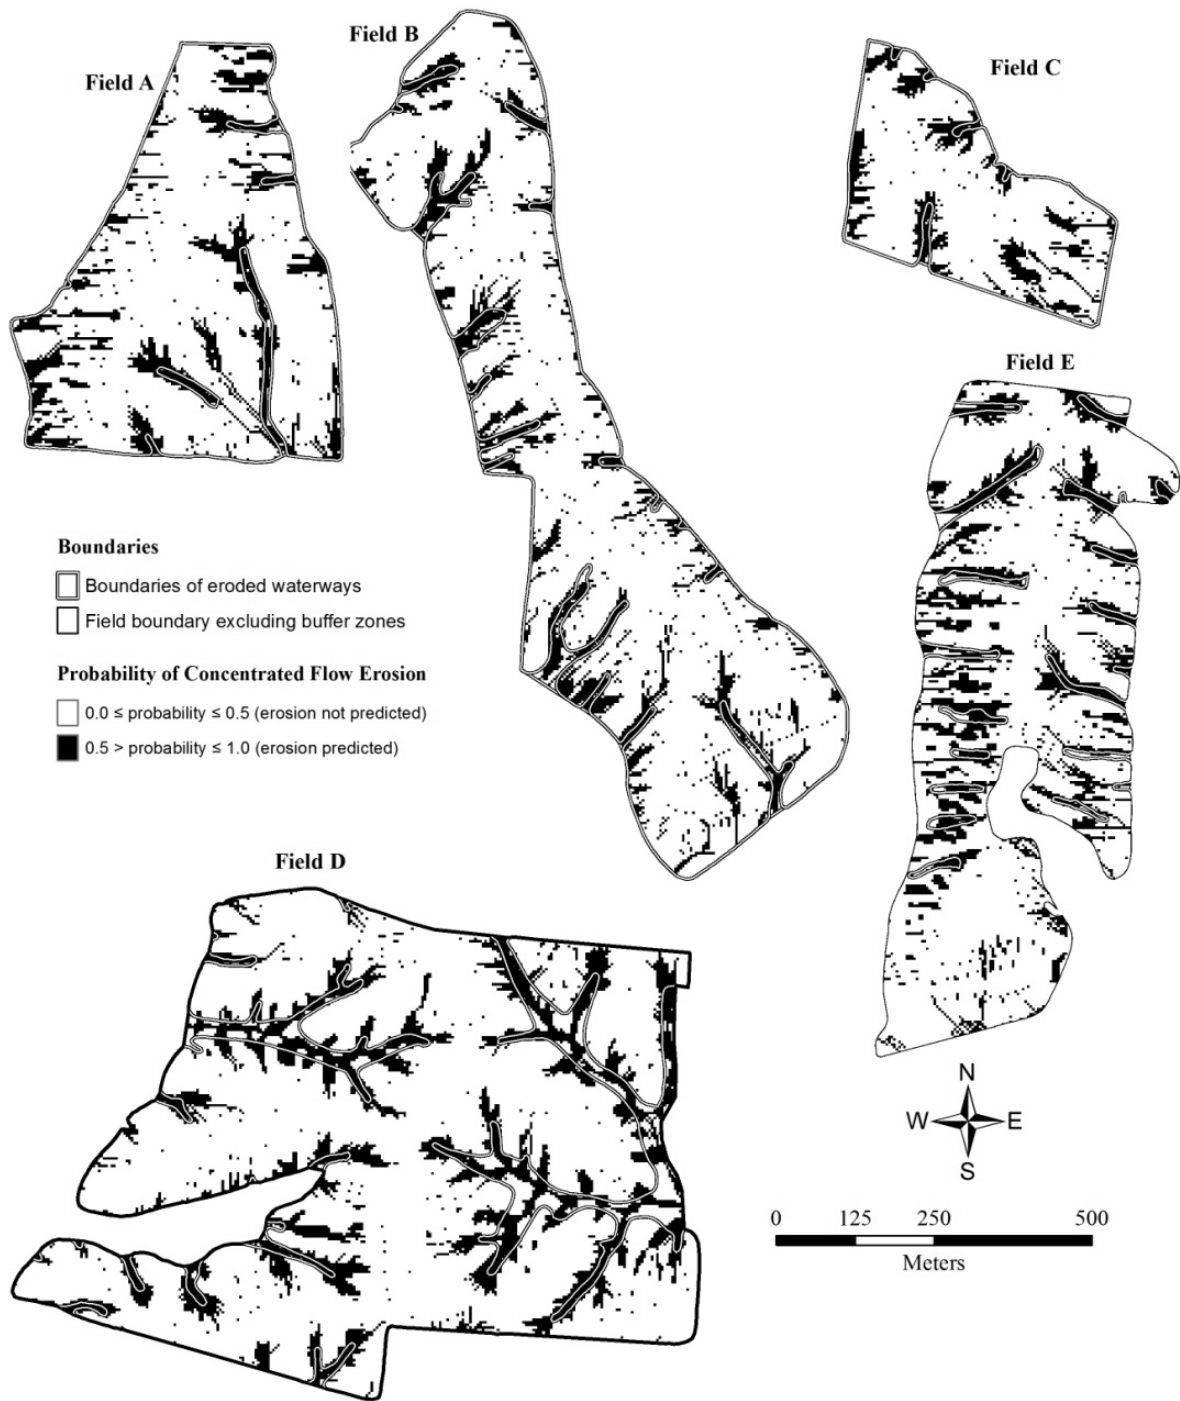 Field A
Field B
Field C
Field E
Boundaries
Boundaries of eroded waterways
Field boundary excluding buffer zones
Probability of Concentrated Flow Erosion
0.0 ≤ probability ≤ 0.5 (erosion not predicted)
0.5 > probability ≤ 1.0 (erosion predicted)
Field D
N
W E
S
0 125 250 500
Meters